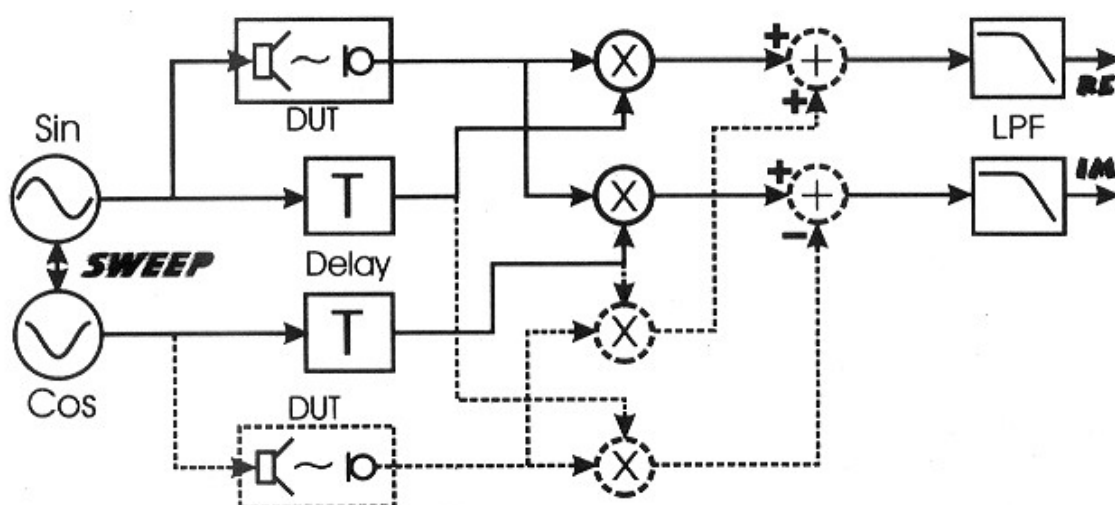 Sin
DUT
X
+
+
+
RE
LPF
T
Delay
X
+
+
−
IM
SWEEP
Cos
T
X
DUT
X